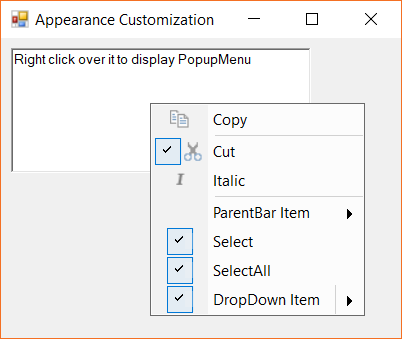 Appearance Customization
Right click over it to display PopupMenu
Copy
Cut
Italic
ParentBar Item
Select
SelectAll
DropDown Item